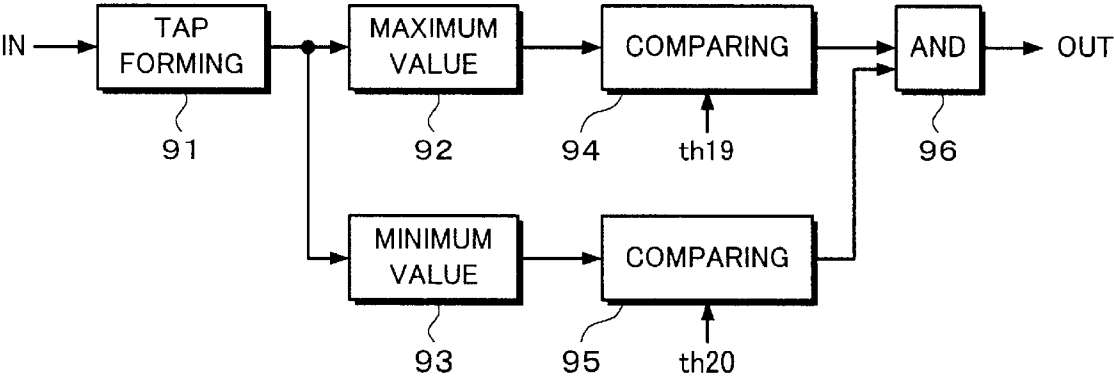 IN
TAP
FORMING
MAXIMUM
VALUE
COMPARING
AND
OUT
91
92
94
th19
96
MINIMUM
VALUE
COMPARING
93
95
th20